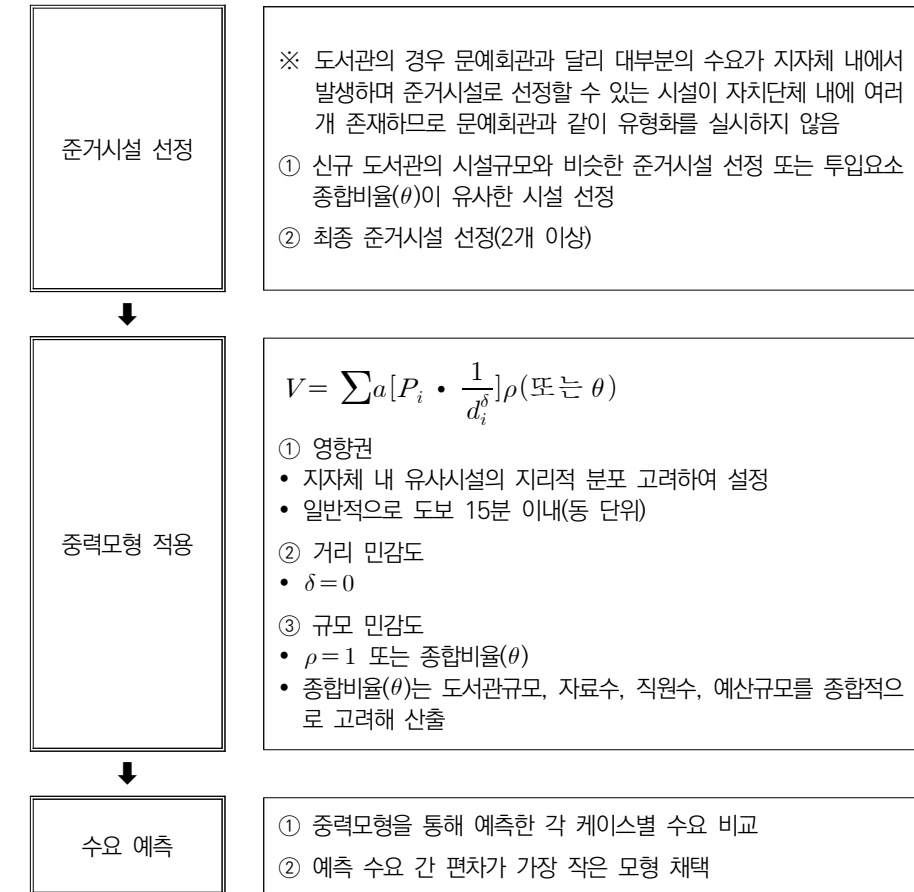 준거시설 선정
※ 도서관의 경우 문예회관과 달리 대부분의 수요가 지자체 내에서
발생하며 준거시설로 선정할 수 있는 시설이 자치단체 내에 여러
개 존재하므로 문예회관과 같이 유형화를 실시하지 않음
① 신규 도서관의 시설규모와 비슷한 준거시설 선정 또는 투입요소
종합비율(θ)이 유사한 시설 선정
② 최종 준거시설 선정(2개 이상)
⬇
중력모형 적용
V= ∑a[P_i • 1/d_i^δ]ρ(또는 θ)
① 영향권
• 지자체 내 유사시설의 지리적 분포 고려하여 설정
• 일반적으로 도보 15분 이내(동 단위)
② 거리 민감도
• δ=0
③ 규모 민감도
• ρ=1 또는 종합비율(θ)
• 종합비율(θ)는 도서관규모, 자료수, 직원수, 예산규모를 종합적으
로 고려해 산출
⬇
수요 예측
① 중력모형을 통해 예측한 각 케이스별 수요 비교
② 예측 수요 간 편차가 가장 작은 모형 채택